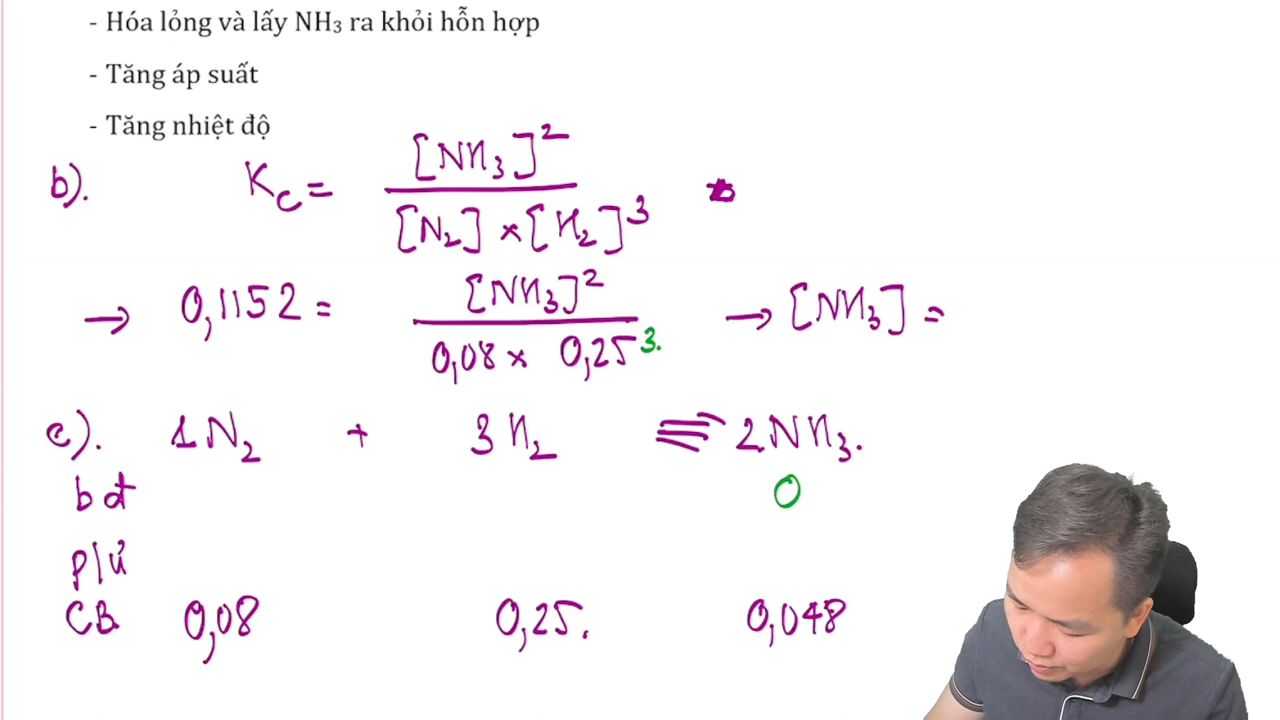 - Hóa lỏng và lấy NH₃ ra khỏi hỗn hợp
- Tăng áp suất
- Tăng nhiệt độ
b). K_C = [NH₃]² / [N₂] × [H₂]³
→ 0,1152 = [NH₃]² / 0,08 × 0,25³. → [NH₃] =
c). 1N₂ + 3H₂ ⇌ 2NH₃.
bđ 0
P/ứ
CB 0,08 0,25. 0,048